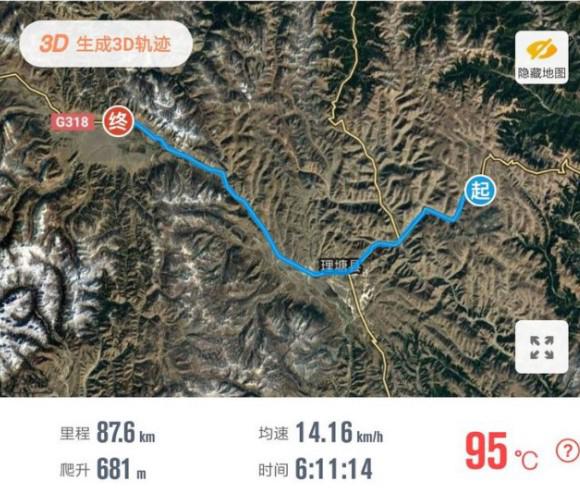 3D 生成3D轨迹
隐藏地图
G318 终
起
理塘县
里程 87.6 km 均速 14.16 km/h
爬升 681 m 时间 6:11:14
95 °C ?